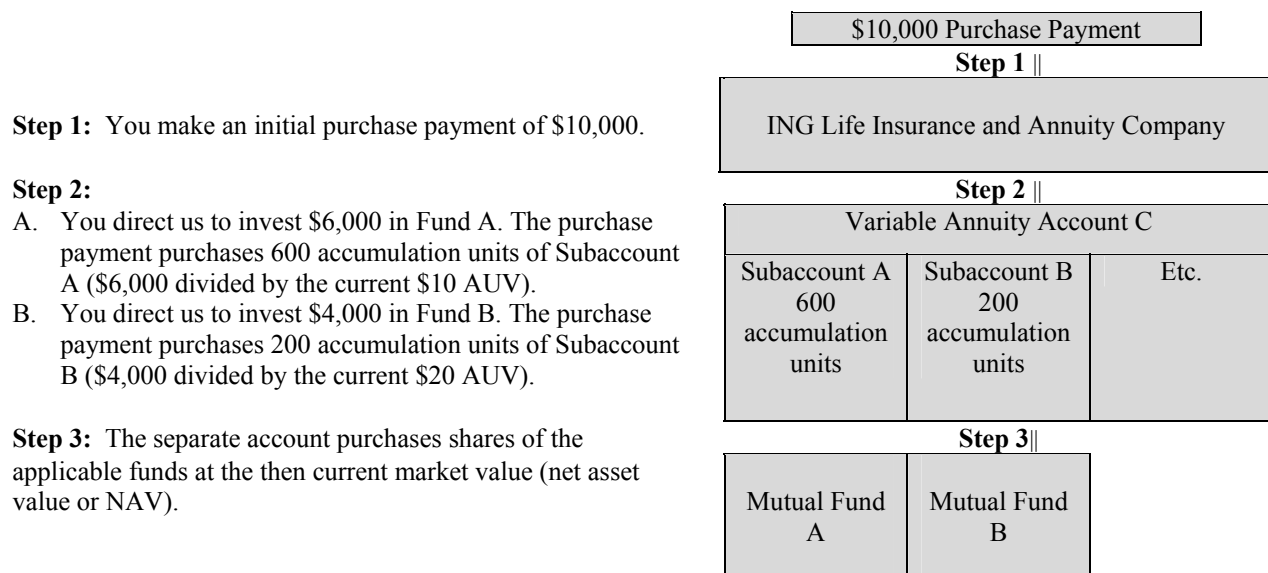 Step 1: You make an initial purchase payment of $10,000.
Step 2:
A. You direct us to invest $6,000 in Fund A. The purchase
payment purchases 600 accumulation units of Subaccount
A ($6,000 divided by the current $10 AUV).
B. You direct us to invest $4,000 in Fund B. The purchase
payment purchases 200 accumulation units of Subaccount
B ($4,000 divided by the current $20 AUV).
Step 3: The separate account purchases shares of the
applicable funds at the then current market value (net asset
value or NAV).
$10,000 Purchase Payment
Step 1 ||
ING Life Insurance and Annuity Company
Step 2 ||
Variable Annuity Account C
Subaccount A
600
accumulation
units
Subaccount B
200
accumulation
units
Etc.
Step 3||
Mutual Fund
A
Mutual Fund
B